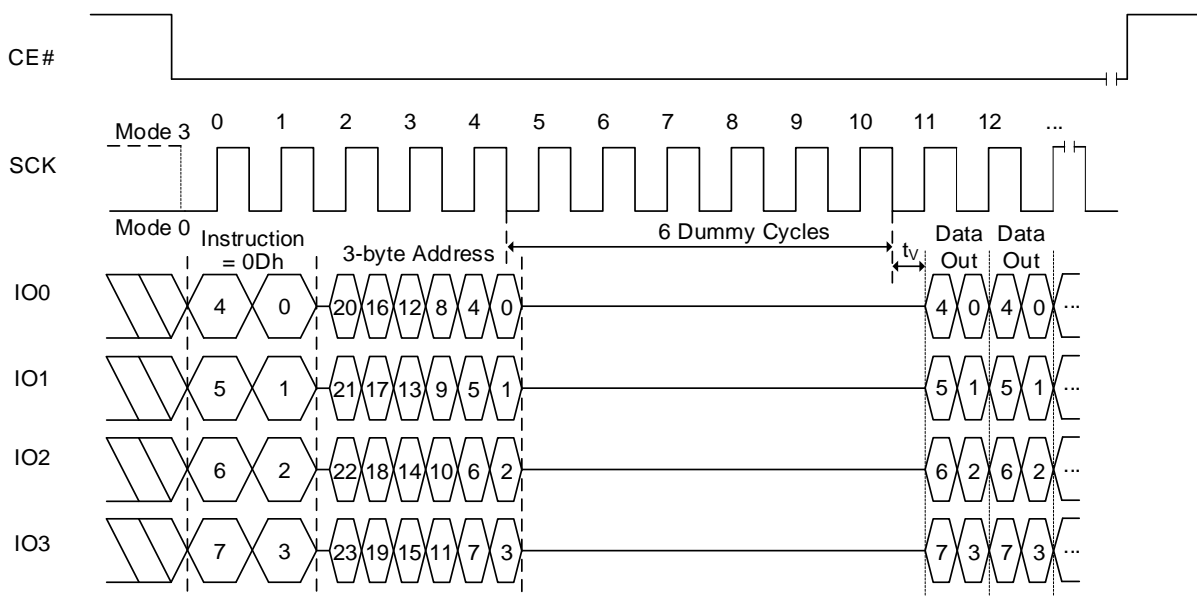 CE#
Mode 3 0 1 2 3 4 5 6 7 8 9 10 11 12 ...
SCK
Mode 0
Instruction = 0Dh
3-byte Address
6 Dummy Cycles
tV
Data Out
Data Out
IO0 4 0 20 16 12 8 4 0 4 0 4 0 ...
IO1 5 1 21 17 13 9 5 1 5 1 5 1 ...
IO2 6 2 22 18 14 10 6 2 6 2 6 2 ...
IO3 7 3 23 19 15 11 7 3 7 3 7 3 ...